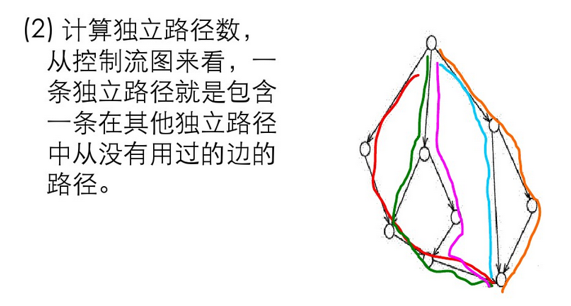 (2) 计算独立路径数，
从控制流图来看，一
条独立路径就是包含
一条在其他独立路径
中从没有用过的边的
路径。